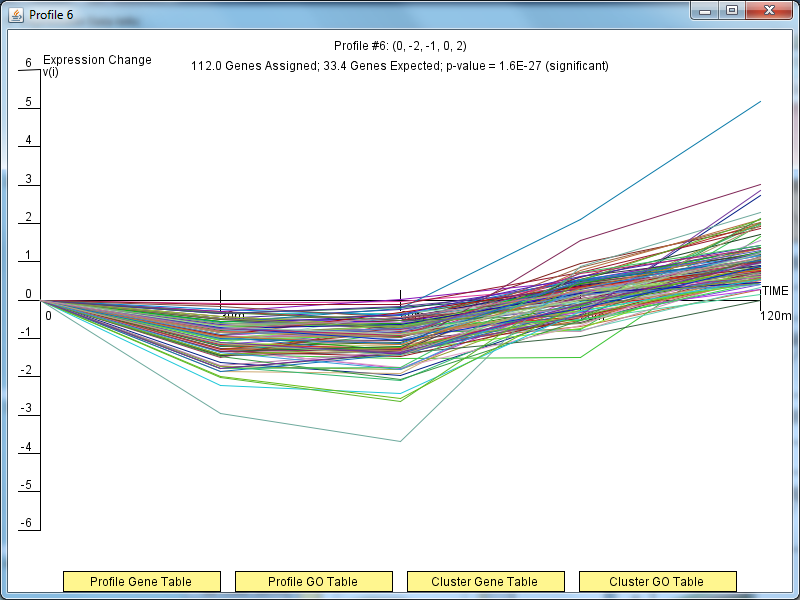 Profile 6
Profile #6: (0, -2, -1, 0, 2)
112.0 Genes Assigned; 33.4 Genes Expected; p-value = 1.6E-27 (significant)
Expression Change
v(i)
6
5
4
3
2
1
0
-1
-2
-3
-4
-5
-6
0
TIME
120m
Profile Gene Table
Profile GO Table
Cluster Gene Table
Cluster GO Table